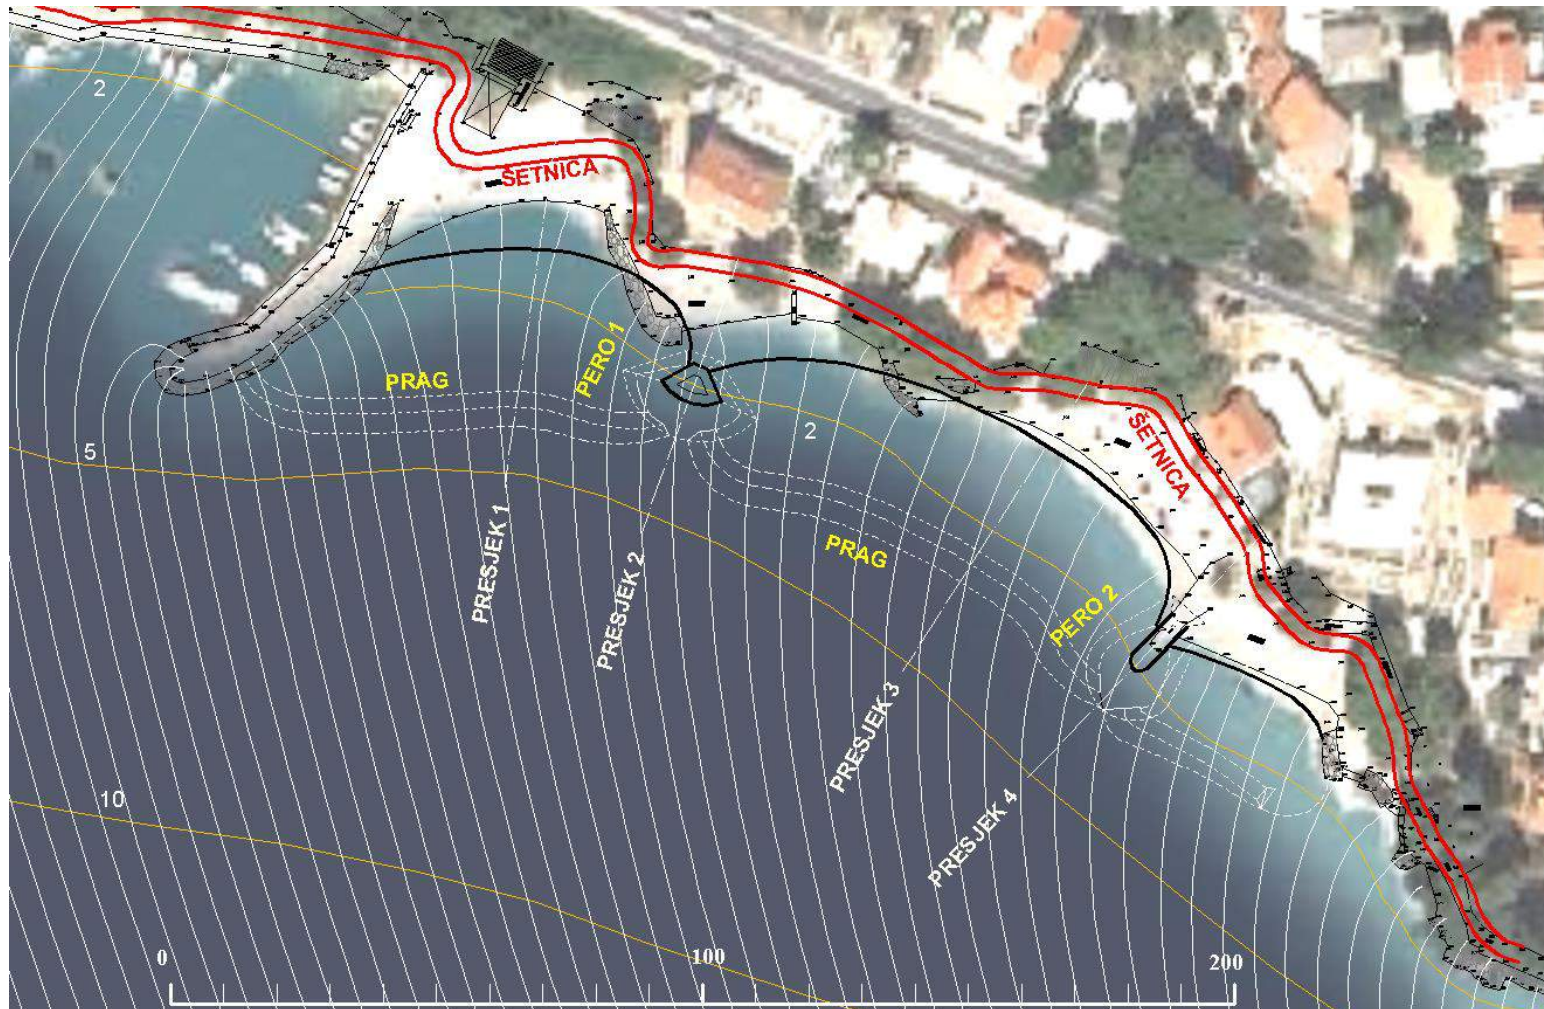 2
ŠETNICA
PERO 1
PRAG
2
5
ŠETNICA
PRESJEK 1
PRESJEK 2
PRAG
PERO 2
PRESJEK 3
PRESJEK 4
10
0
100
200